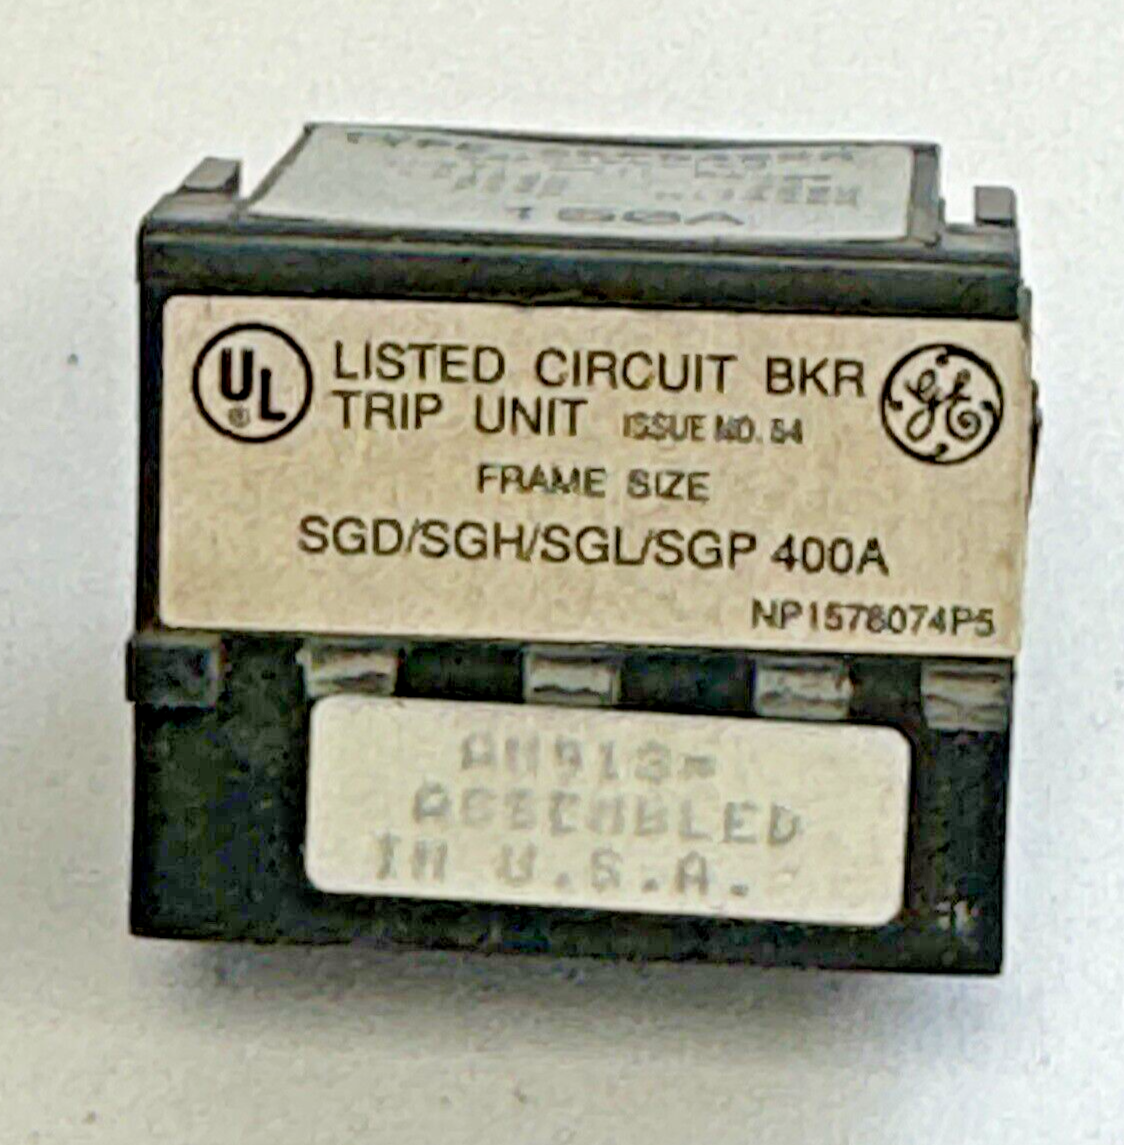 150A
UL
LISTED CIRCUIT BKR
TRIP UNIT ISSUE NO. 54
GE
FRAME SIZE
SGD/SGH/SGL/SGP 400A
NP1578074P5
ASSEMBLED
IN U.S.A.